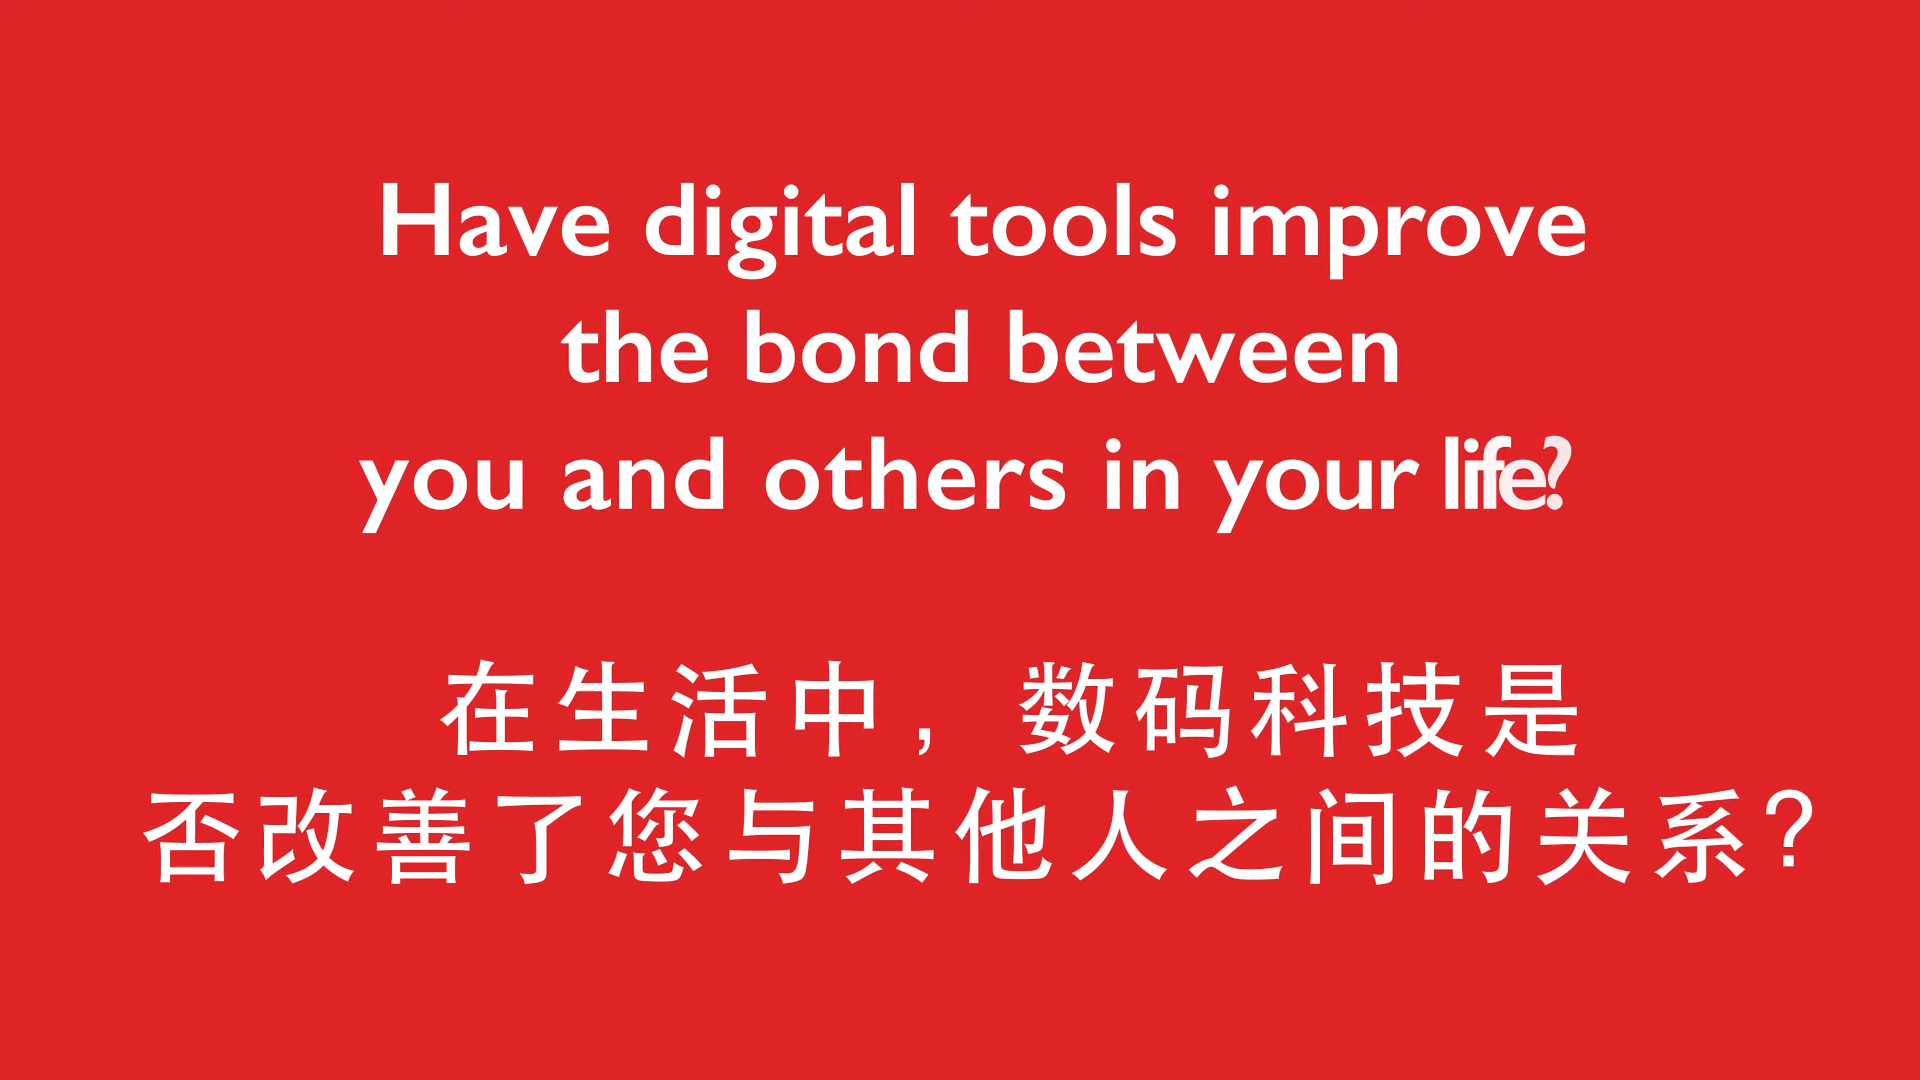 Have digital tools improve
the bond between
you and others in your life?
在生活中，数码科技是
否改善了您与其他人之间的关系？